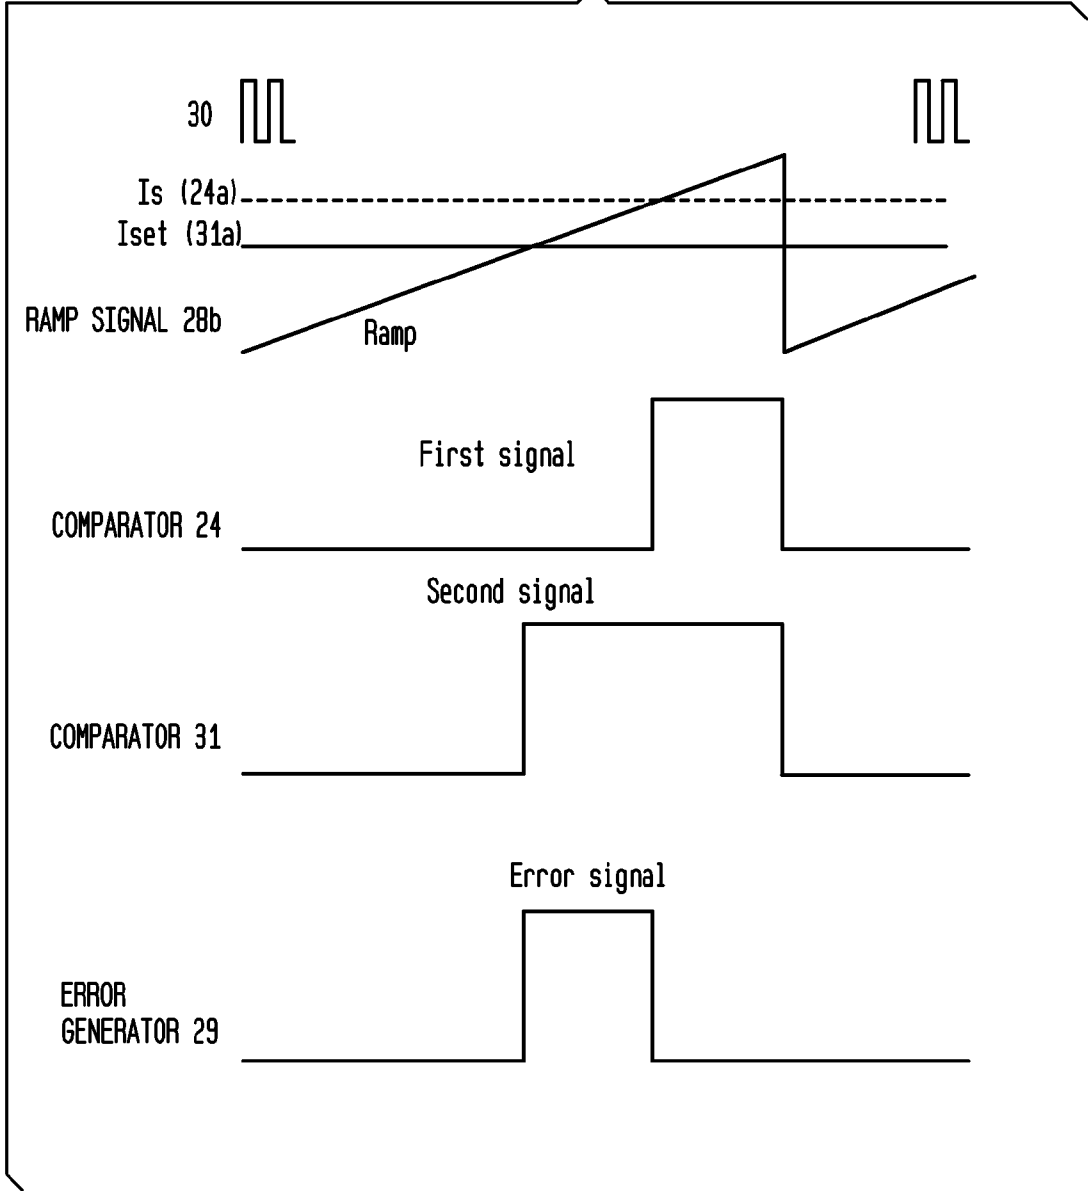 30
Is (24a)
Iset (31a)
RAMP SIGNAL 28b
Ramp
First signal
COMPARATOR 24
Second signal
COMPARATOR 31
Error signal
ERROR
GENERATOR 29